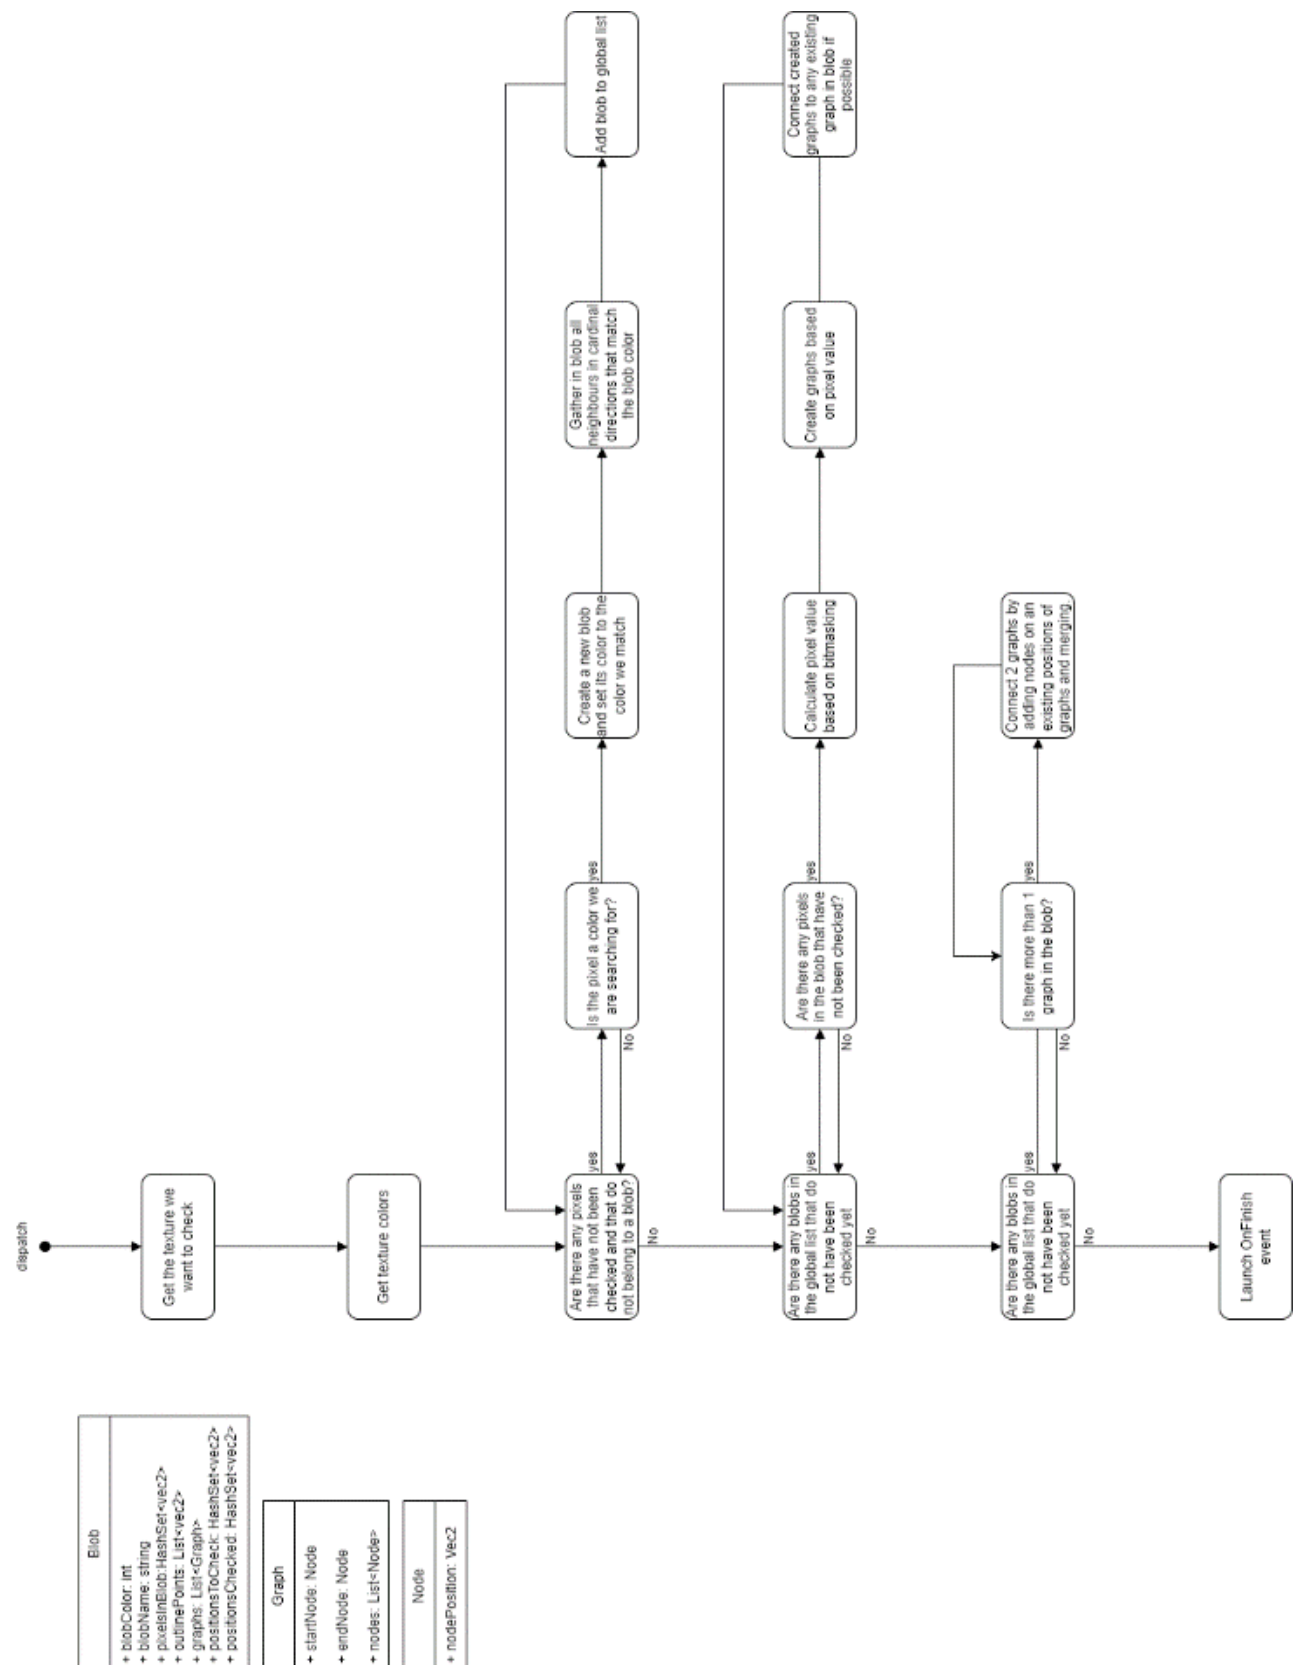 dispatch
Get the texture we
want to check
Get texture colors
Are there any pixels
that have not been
checked and that do
not belong to a blob?
yes
No
No
Is the pixel a color we
are searching for?
yes
Create a new blob
and set its color to the
color we match
Gather in blob all
neighbours in cardinal
directions that match
the blob color
Add blob to global list
Are there any blobs in
the global list that do
not have been
checked yet
yes
No
No
Are there any pixels
in the blob that have
not been checked?
yes
Calculate pixel value
based on bitmasking
Create graphs based
on pixel value
Connect created
graphs to any existing
graph in blob if
possible
Are there any blobs in
the global list that do
not have been
checked yet
yes
No
No
Is there more than 1
graph in the blob?
yes
Connect 2 graphs by
adding nodes on an
existing positions of
graphs and merging.
Launch OnFinish
event
Blob
+ blobColor: int
+ blobName: string
+ pixelsInBlob:HashSet<vec2>
+ outlinePoints: List<vec2>
+ graphs: List<Graph>
+ positionsToCheck: HashSet<vec2>
+ positionsChecked: HashSet<vec2>
Graph
+ startNode: Node
+ endNode: Node
+ nodes: List<Node>
Node
+ nodePosition: Vec2